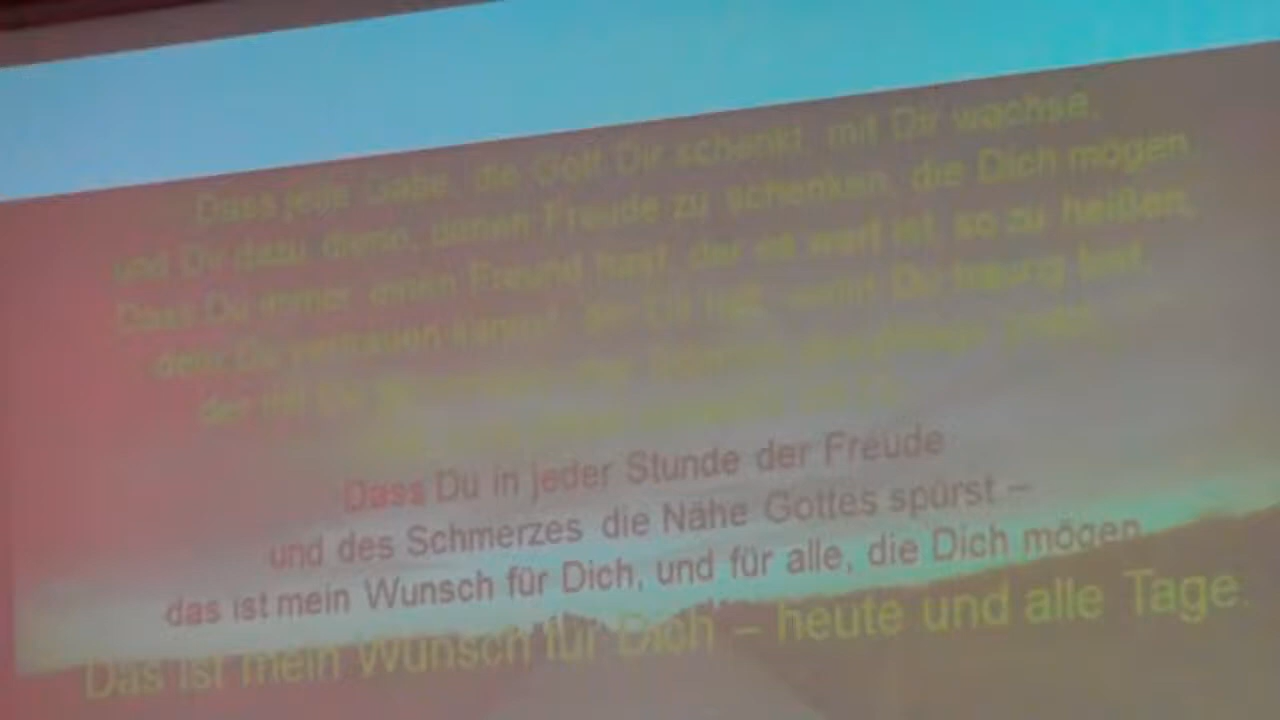 Dass jede Gabe, die Gott Dir schenkt, mit Dir wachse,
und Dir dazu diene, denen Freude zu schenken, die Dich mögen.
Dass Du immer einen Freund hast, der es wert ist, so zu heißen,
dem Du vertrauen kannst, der Dir hilft, wenn Du traurig bist,
der mit Dir
Dass Du in jeder Stunde der Freude
und des Schmerzes die Nähe Gottes spürst –
das ist mein Wunsch für Dich, und für alle, die Dich mögen.
Das ist mein Wunsch für Dich – heute und alle Tage.